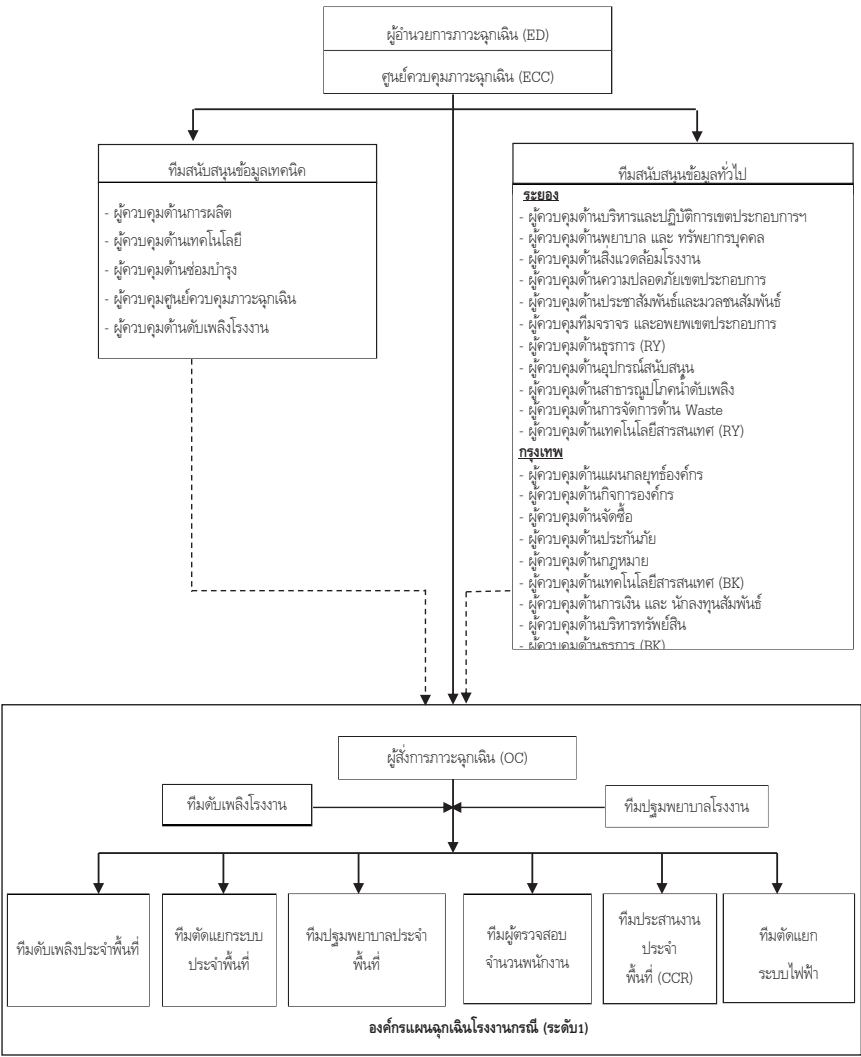 ผู้อำนวยการภาวะฉุกเฉิน (ED)
ศูนย์ควบคุมภาวะฉุกเฉิน (ECC)
ทีมสนับสนุนข้อมูลเทคนิค
- ผู้ควบคุมด้านการผลิต
- ผู้ควบคุมด้านเทคโนโลยี
- ผู้ควบคุมด้านซ่อมบำรุง
- ผู้ควบคุมศูนย์ควบคุมภาวะฉุกเฉิน
- ผู้ควบคุมด้านดับเพลิงโรงงาน
ทีมสนับสนุนข้อมูลทั่วไป
ระยอง
- ผู้ควบคุมด้านบริหารและปฏิบัติการเขตประกอบการฯ
- ผู้ควบคุมด้านพยาบาล และ ทรัพยากรบุคคล
- ผู้ควบคุมด้านสิ่งแวดล้อมโรงงาน
- ผู้ควบคุมด้านความปลอดภัยเขตประกอบการ
- ผู้ควบคุมด้านประชาสัมพันธ์และมวลชนสัมพันธ์
- ผู้ควบคุมทีมจราจร และอพยพเขตประกอบการ
- ผู้ควบคุมด้านธุรการ (RY)
- ผู้ควบคุมด้านอุปกรณ์สนับสนุน
- ผู้ควบคุมด้านสาธารณูปโภคน้ำดับเพลิง
- ผู้ควบคุมด้านการจัดการด้าน Waste
- ผู้ควบคุมด้านเทคโนโลยีสารสนเทศ (RY)
กรุงเทพ
- ผู้ควบคุมด้านแผนกลยุทธ์องค์กร
- ผู้ควบคุมด้านกิจการองค์กร
- ผู้ควบคุมด้านจัดซื้อ
- ผู้ควบคุมด้านประกันภัย
- ผู้ควบคุมด้านกฎหมาย
- ผู้ควบคุมด้านเทคโนโลยีสารสนเทศ (BK)
- ผู้ควบคุมด้านการเงิน และ นักลงทุนสัมพันธ์
- ผู้ควบคุมด้านบริหารทรัพย์สิน
- ผู้ควบคุมด้านธุรการ (BK)
ผู้สั่งการภาวะฉุกเฉิน (OC)
ทีมดับเพลิงโรงงาน
ทีมปฐมพยาบาลโรงงาน
ทีมดับเพลิงประจำพื้นที่
ทีมตัดแยกระบบ
ประจำพื้นที่
ทีมปฐมพยาบาลประจำ
พื้นที่
ทีมผู้ตรวจสอบ
จำนวนพนักงาน
ทีมประสานงาน
ประจำ
พื้นที่ (CCR)
ทีมตัดแยก
ระบบไฟฟ้า
องค์กรแผนฉุกเฉินโรงงานกรณี (ระดับ1)